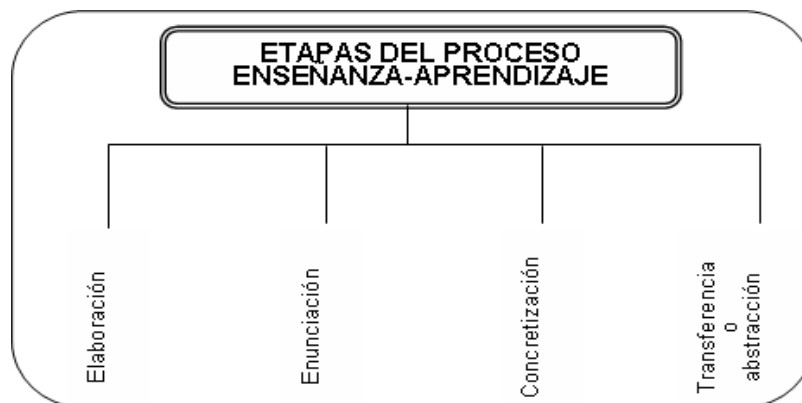 ETAPAS DEL PROCESO
ENSEÑANZA-APRENDIZAJE
Elaboración
Enunciación
Concretización
Transferencia
o
abstracción